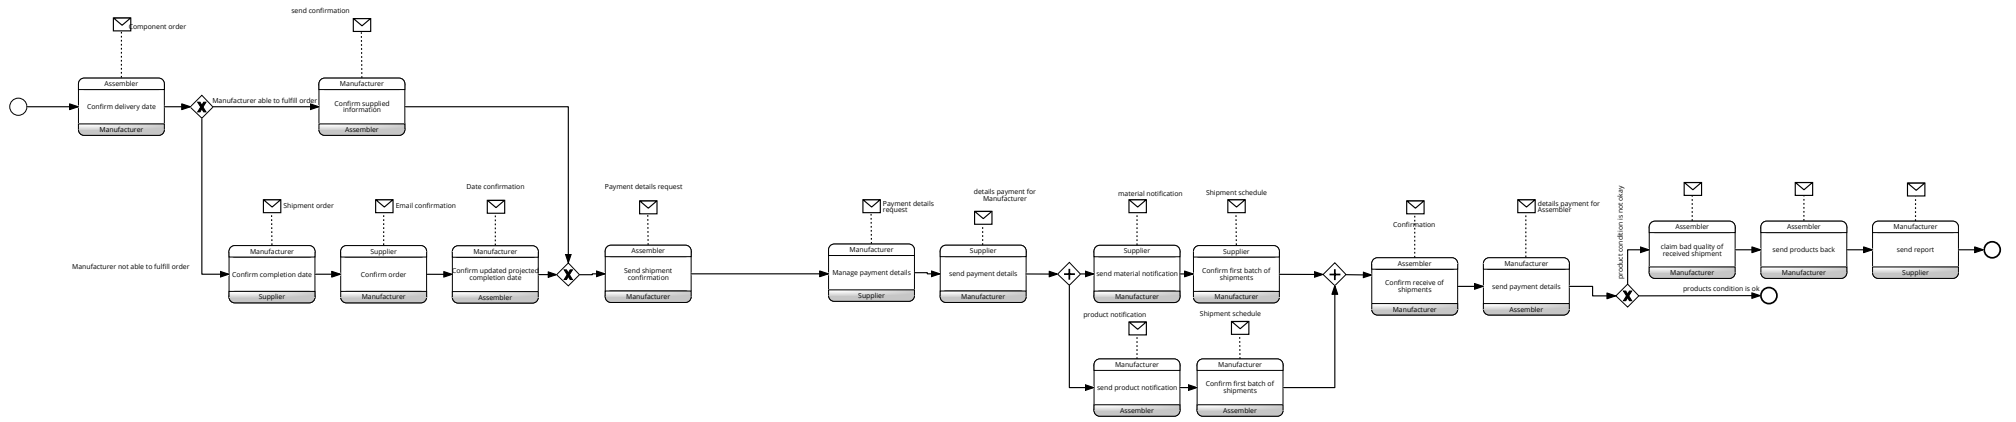 Component order
Assembler
Confirm delivery date
Manufacturer
Manufacturer able to fulfill order
send confirmation
Manufacturer
Confirm supplied
information
Assembler
Manufacturer not able to fulfill order
Shipment order
Manufacturer
Confirm completion date
Supplier
Email confirmation
Supplier
Confirm order
Manufacturer
Date confirmation
Manufacturer
Confirm updated projected
completion date
Assembler
Payment details request
Assembler
Send shipment
confirmation
Manufacturer
Payment details
request
Manufacturer
Manage payment details
Supplier
details payment for
Manufacturer
Supplier
send payment details
Manufacturer
material notification
Supplier
send material notification
Manufacturer
Shipment schedule
Supplier
Confirm first batch of
shipments
Manufacturer
product notification
Manufacturer
send product notification
Assembler
Shipment schedule
Manufacturer
Confirm first batch of
shipments
Assembler
Confirmation
Assembler
Confirm receive of
shipments
Manufacturer
details payment for
Assembler
Manufacturer
send payment details
Assembler
product condition is not okay
products condition is ok
Assembler
claim bad quality of
received shipment
Manufacturer
Assembler
send products back
Manufacturer
Manufacturer
send report
Supplier